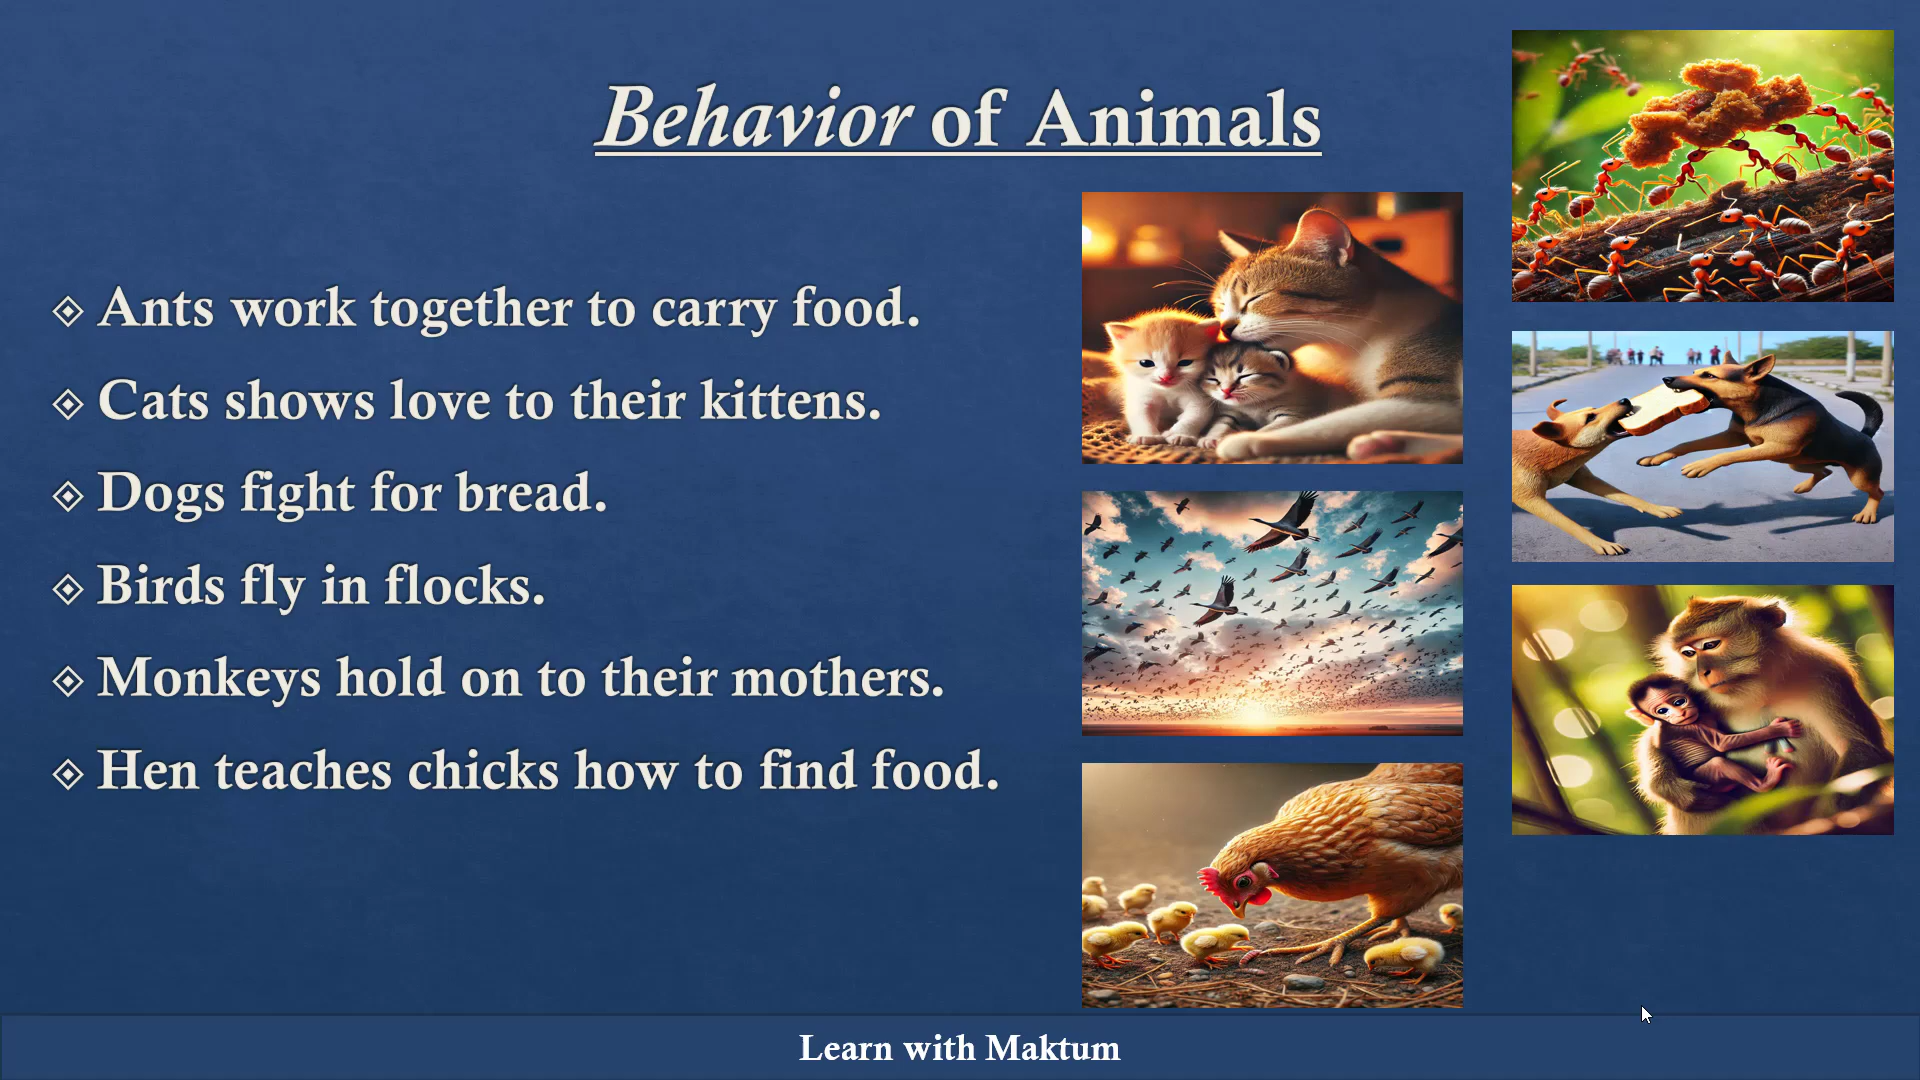 Behavior of Animals
Ants work together to carry food.
Cats shows love to their kittens.
Dogs fight for bread.
Birds fly in flocks.
Monkeys hold on to their mothers.
Hen teaches chicks how to find food.
Learn with Maktum